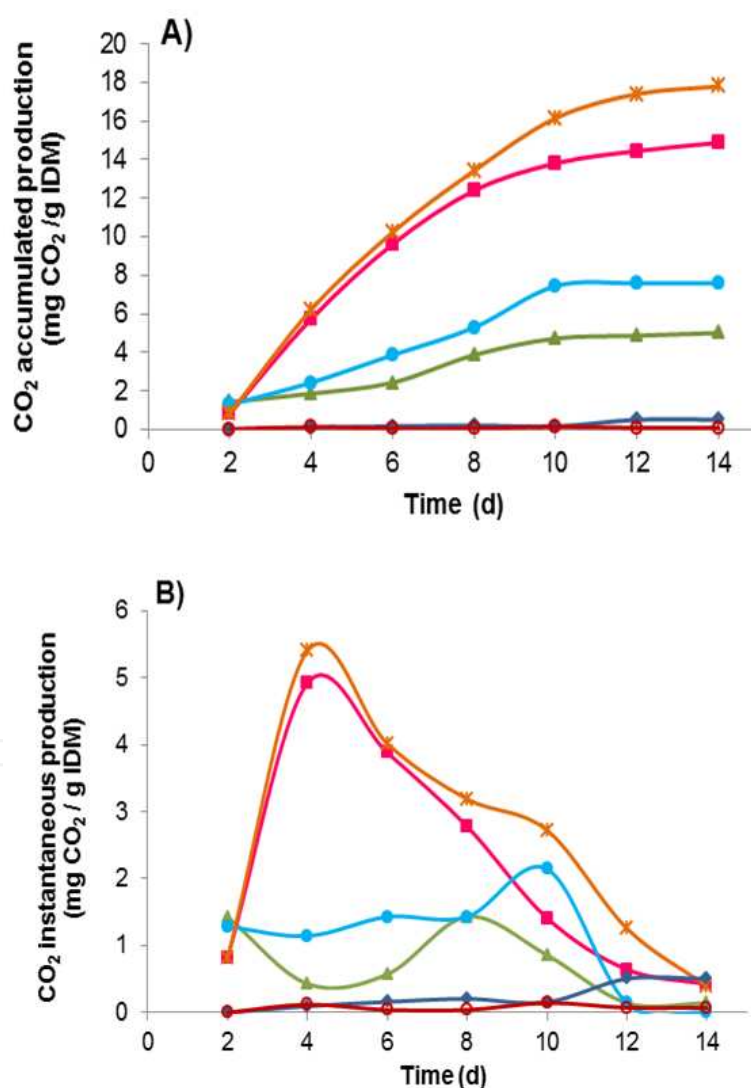 A)
CO₂ accumulated production
(mg CO₂ /g IDM)
20
18
16
14
12
10
8
6
4
2
0
0 2 4 6 8 10 12 14
Time (d)
B)
CO₂ instantaneous production
(mg CO₂ / g IDM)
6
5
4
3
2
1
0
0 2 4 6 8 10 12 14
Time (d)